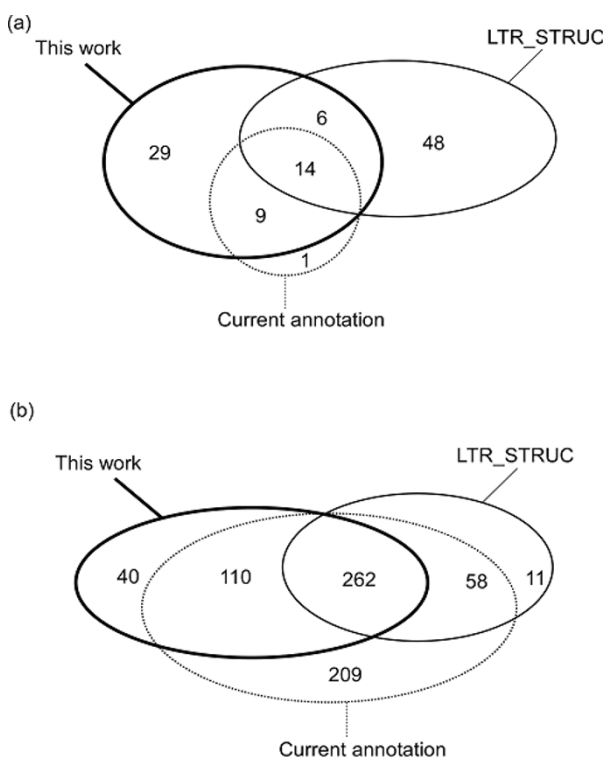 (a)
This work
LTR_STRUC
6
29
48
14
9
1
Current annotation
(b)
This work
LTR_STRUC
40
110
262
58
11
209
Current annotation